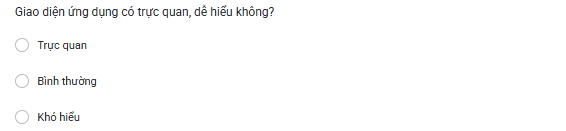 Giao diện ứng dụng có trực quan, dễ hiểu không?
Trực quan
Bình thường
Khó hiểu